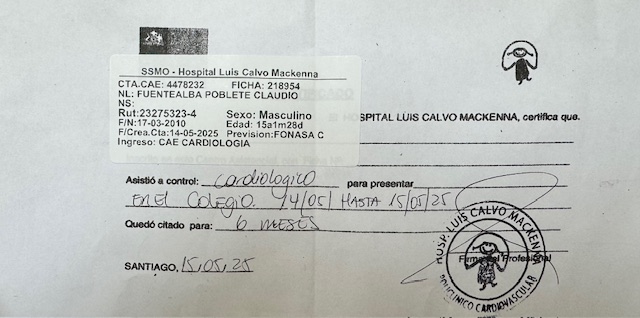 SSMO - Hospital Luis Calvo Mackenna
CTA.CAE: 4478232 FICHA: 218954
NL: FUENTEALBA POBLETE CLAUDIO
NS:
Rut:23275323-4 Sexo: Masculino
F/N:17-03-2010 Edad: 15a1m28d
F/Crea.Cta:14-05-2025 Prevision:FONASA C
Ingreso: CAE CARDIOLOGIA
SPITAL LUIS CALVO MACKENNA, certifica que.
Asistió a control: cardiologico para presentar
EN EL COLEGIO. 14/05/ HASTA 15/05/25
Quedó citado para: 6 MESES
Firma del Profesional
HOSP. LUIS CALVO MACKENNA
POLICLINICO CARDIOVASCULAR
SANTIAGO, 15,05,25